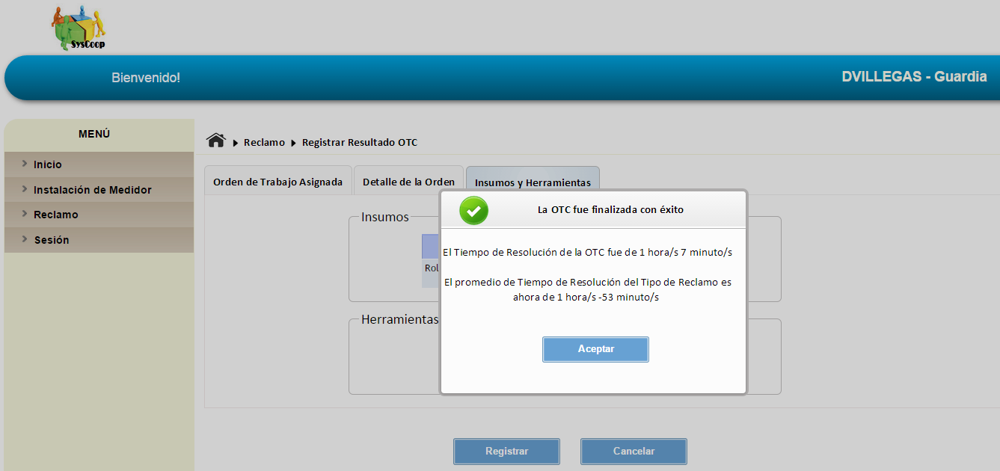 SysCoop
Bienvenido!
DVILLEGAS - Guardia
MENÚ
Inicio
Instalación de Medidor
Reclamo
Sesión
Reclamo
Registrar Resultado OTC
Orden de Trabajo Asignada
Detalle de la Orden
Insumos y Herramientas
Insumos
Herramientas
La OTC fue finalizada con éxito
El Tiempo de Resolución de la OTC fue de 1 hora/s 7 minuto/s
El promedio de Tiempo de Resolución del Tipo de Reclamo es
ahora de 1 hora/s -53 minuto/s
Aceptar
Registrar
Cancelar